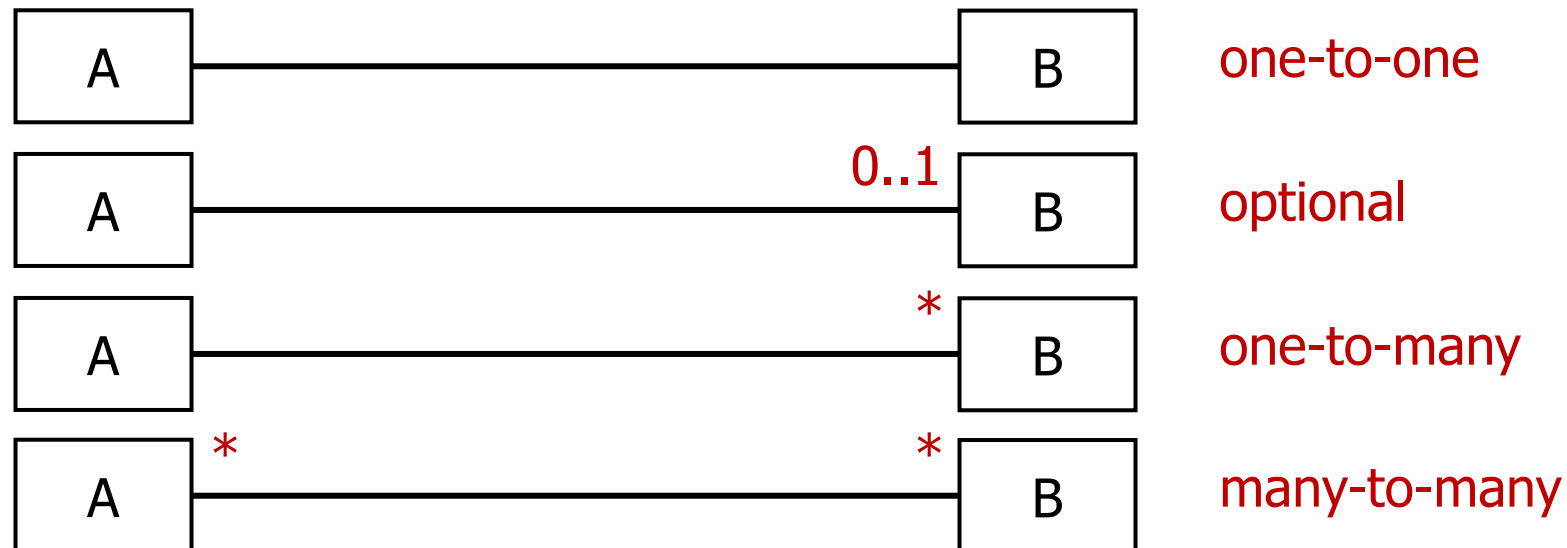 A B one-to-one
0..1
A B optional
*
A B one-to-many
* *
A B many-to-many